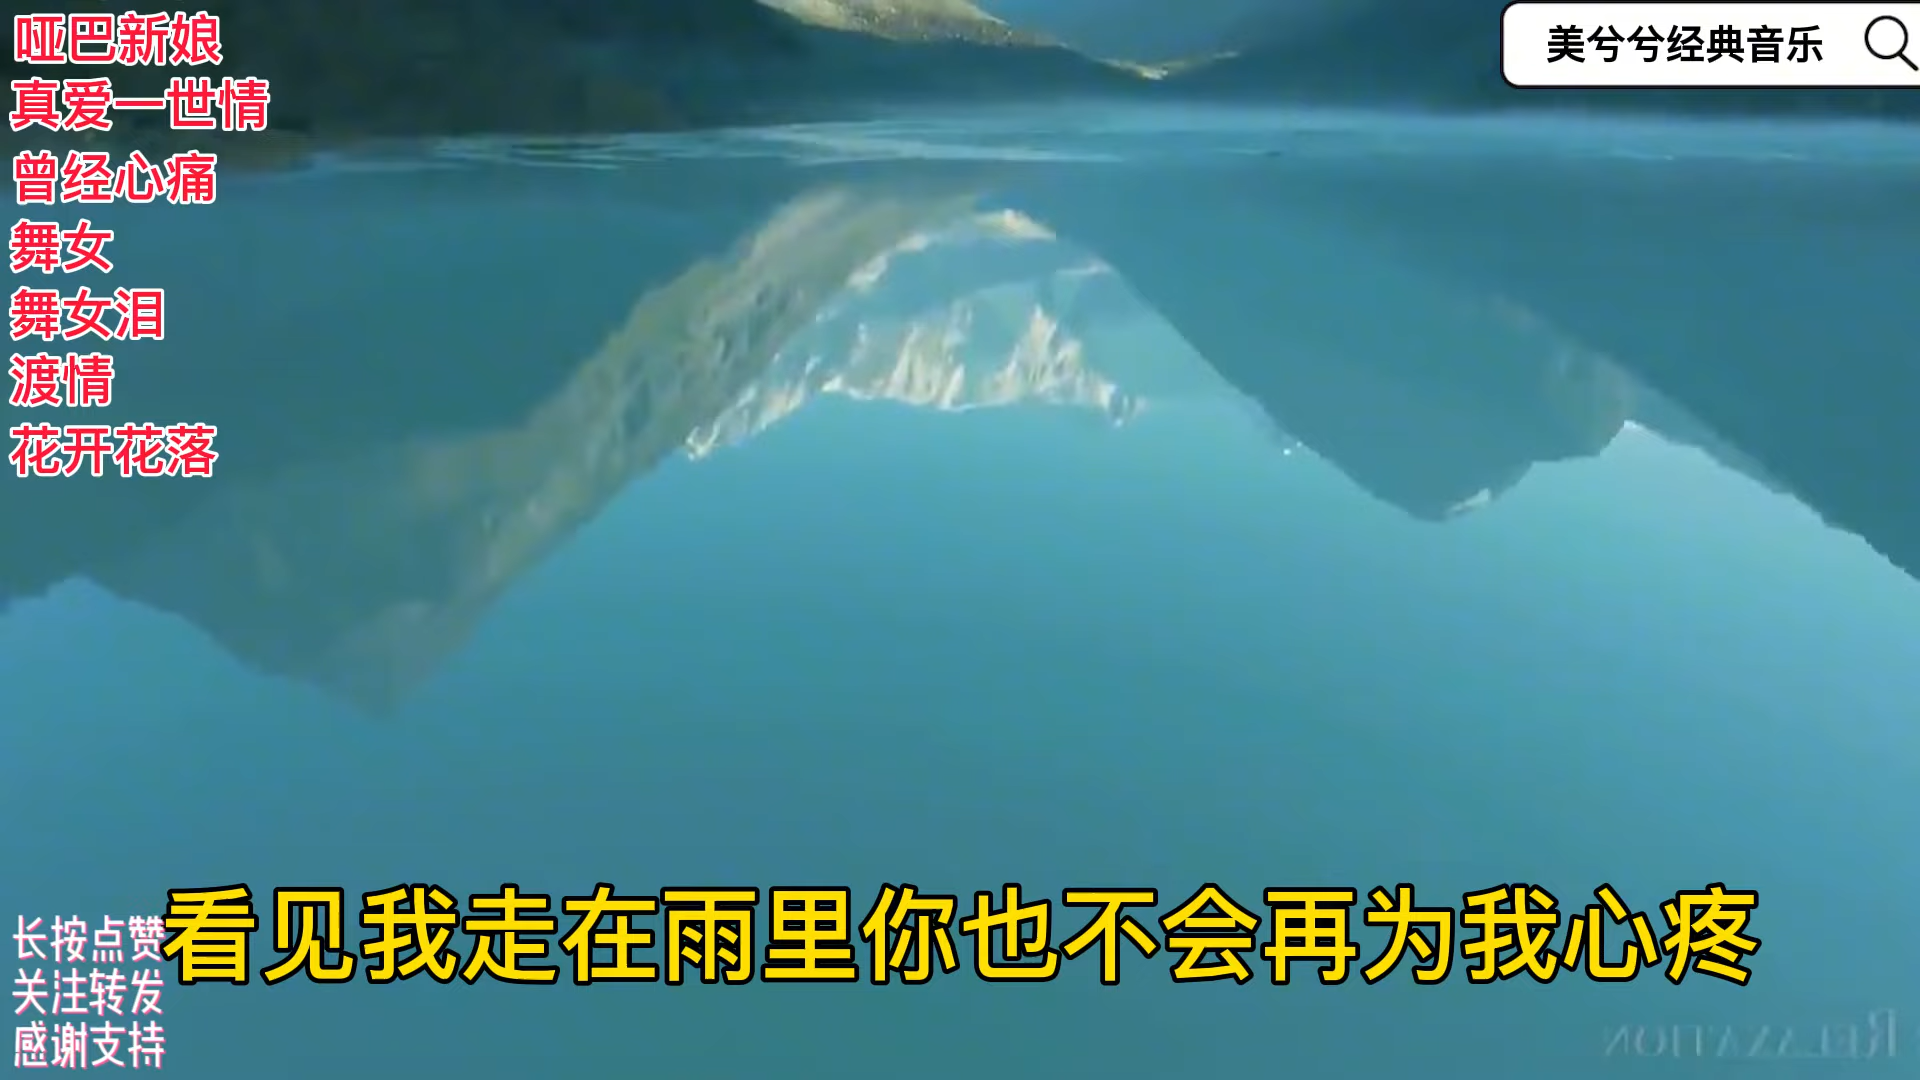 哑巴新娘
真爱一世情
曾经心痛
舞女
舞女泪
渡情
花开花落
美兮兮经典音乐
看见我走在雨里你也不会再为我心疼
长按点赞
关注转发
感谢支持
RELAXATION